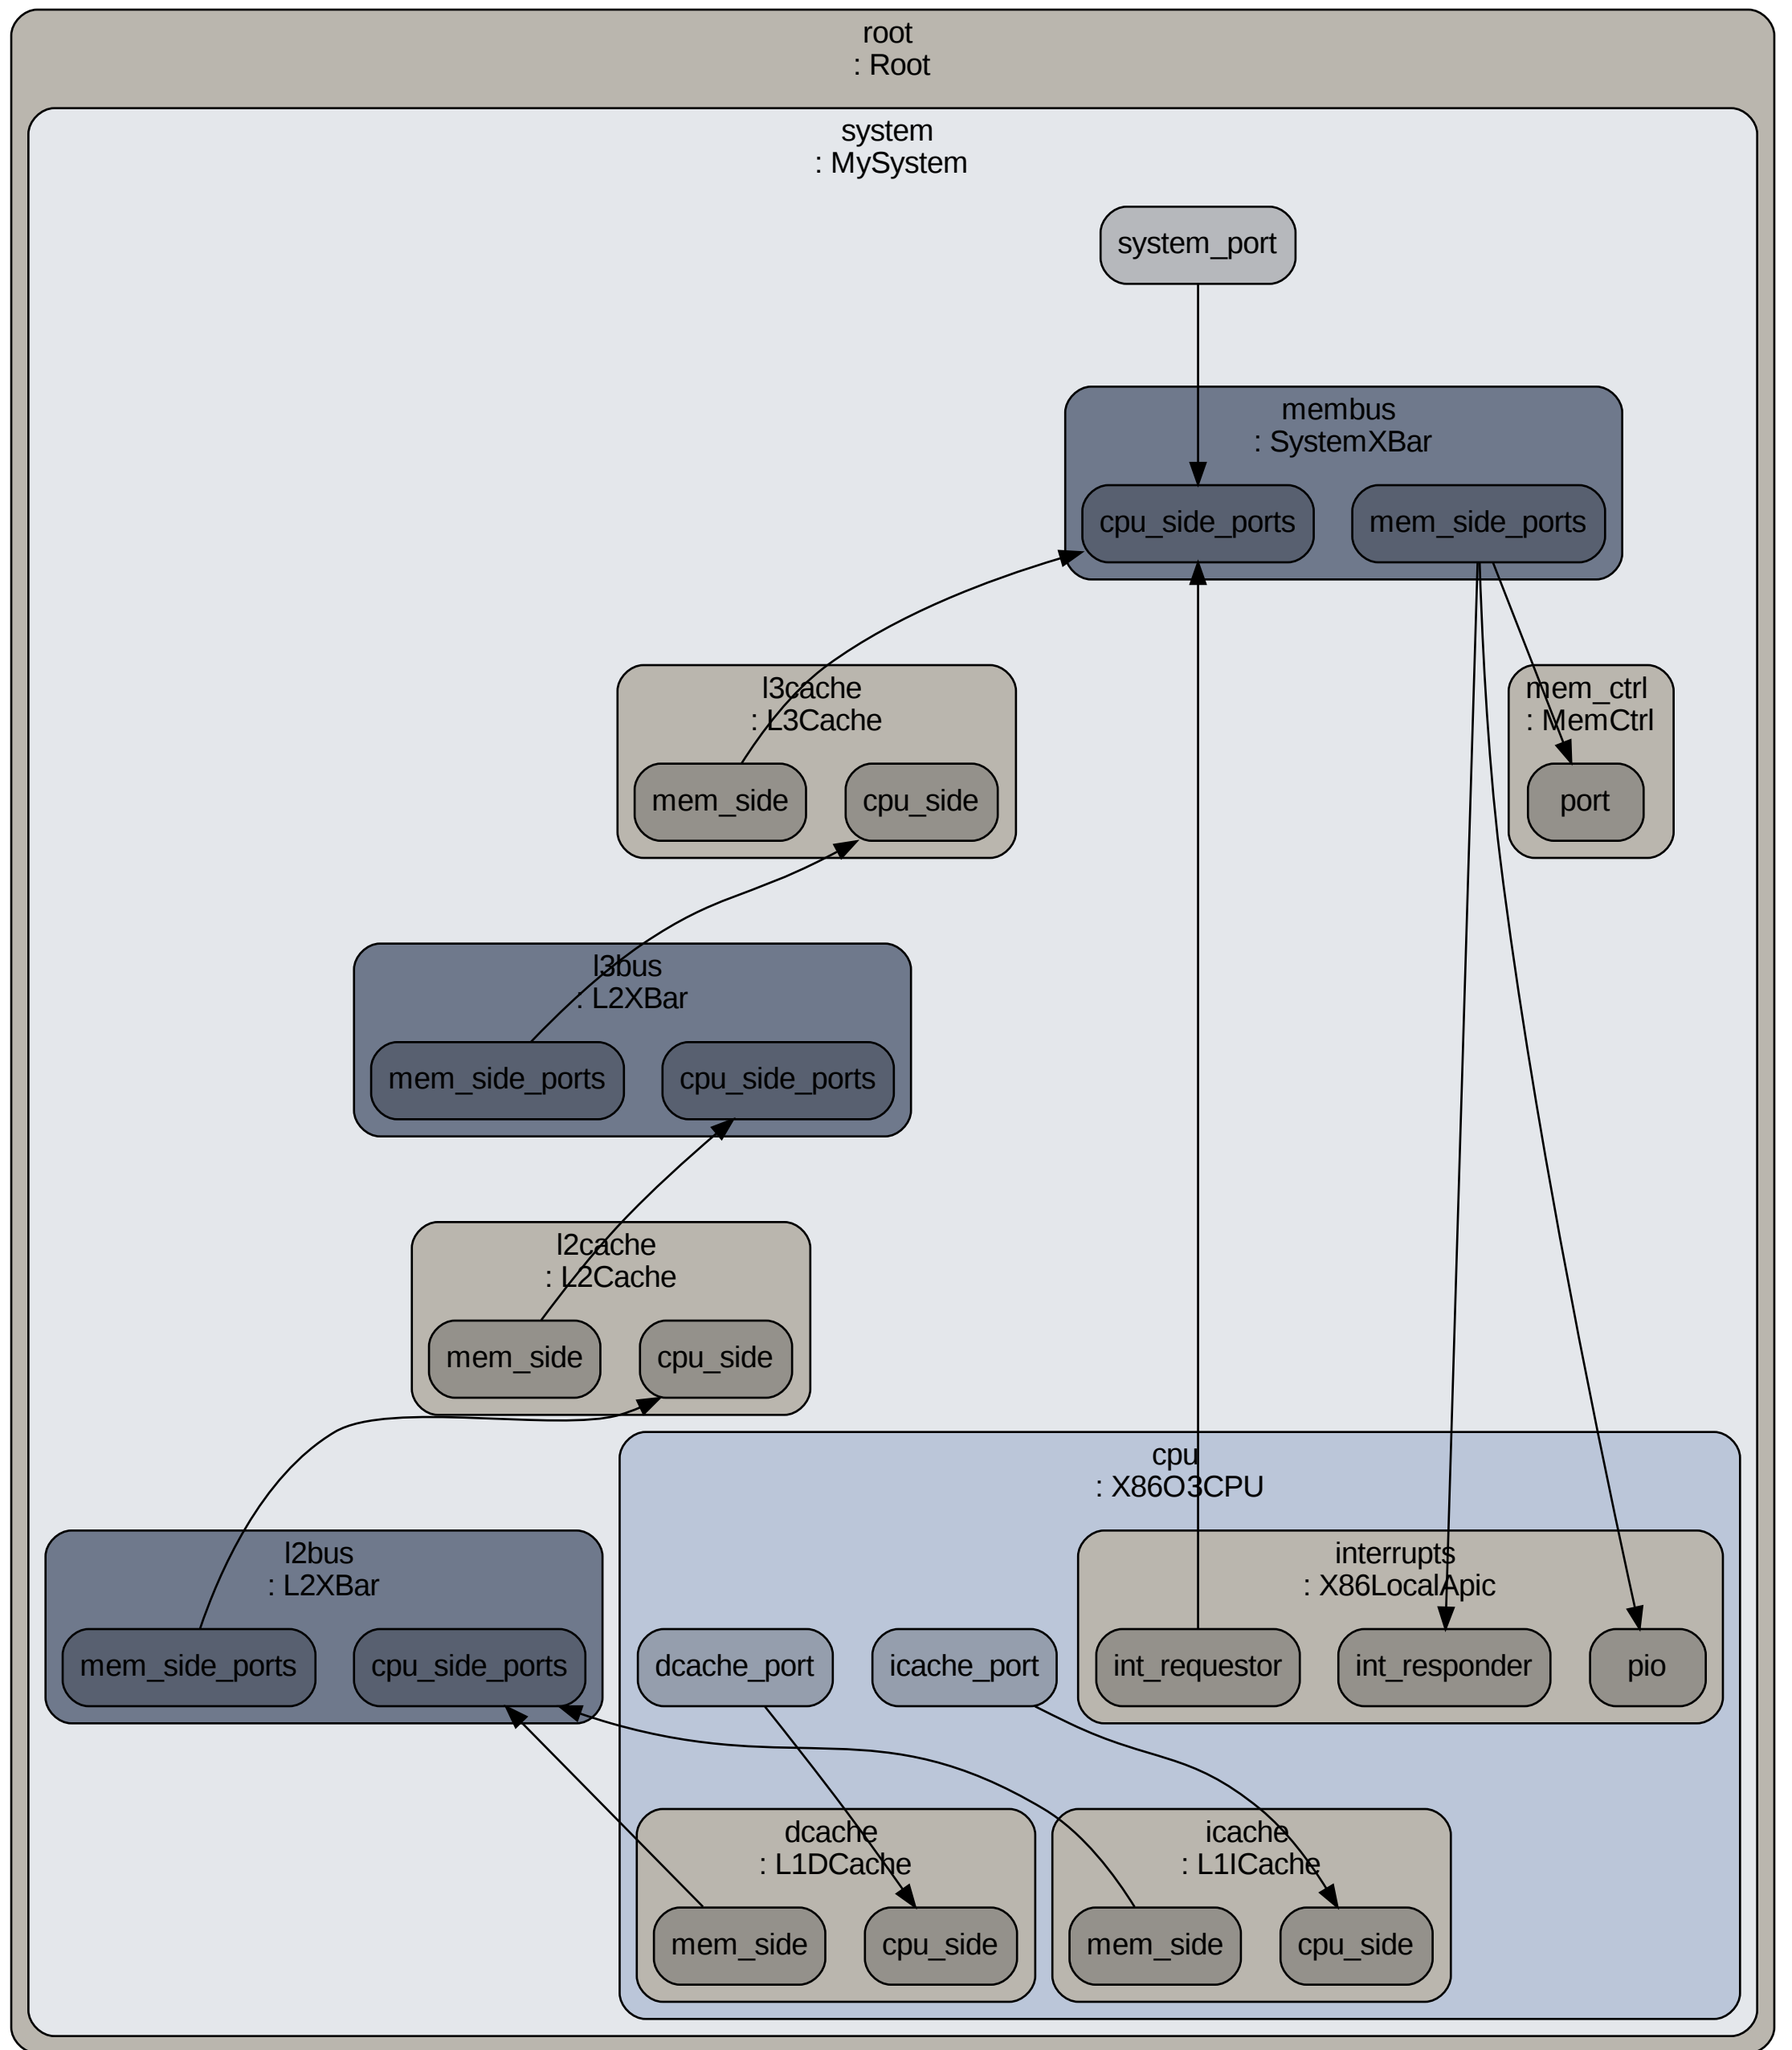 root
: Root
system
: MySystem
system_port
membus
: SystemXBar
cpu_side_ports
mem_side_ports
l3cache
: L3Cache
mem_side
cpu_side
mem_ctrl
: MemCtrl
port
l3bus
: L2XBar
mem_side_ports
cpu_side_ports
l2cache
: L2Cache
mem_side
cpu_side
cpu
: X86O3CPU
l2bus
: L2XBar
mem_side_ports
cpu_side_ports
interrupts
: X86LocalApic
dcache_port
icache_port
int_requestor
int_responder
pio
dcache
: L1DCache
mem_side
cpu_side
icache
: L1ICache
mem_side
cpu_side